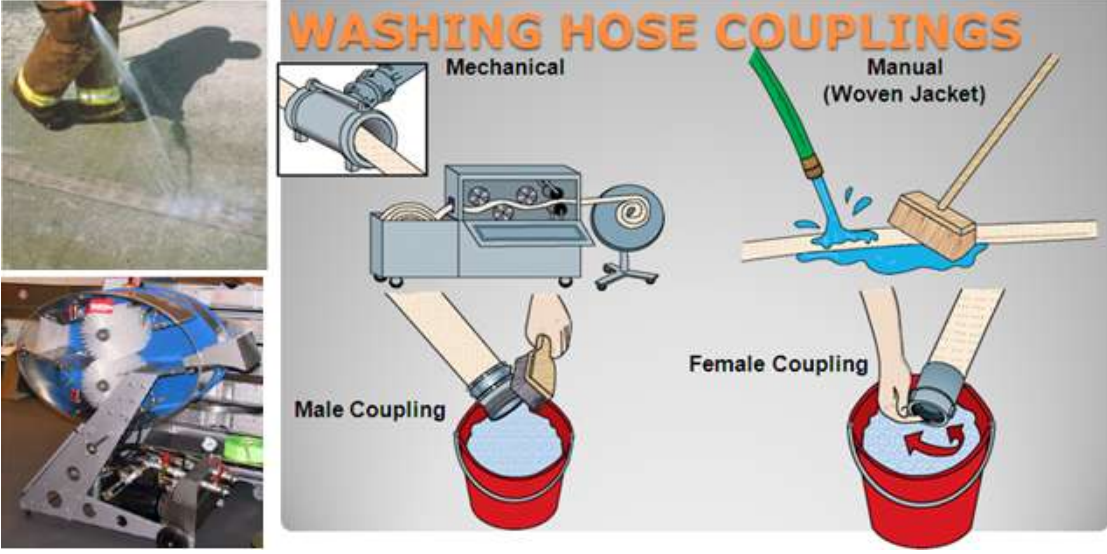 WASHING HOSE COUPLINGS
Mechanical
Manual
(Woven Jacket)
Male Coupling
Female Coupling